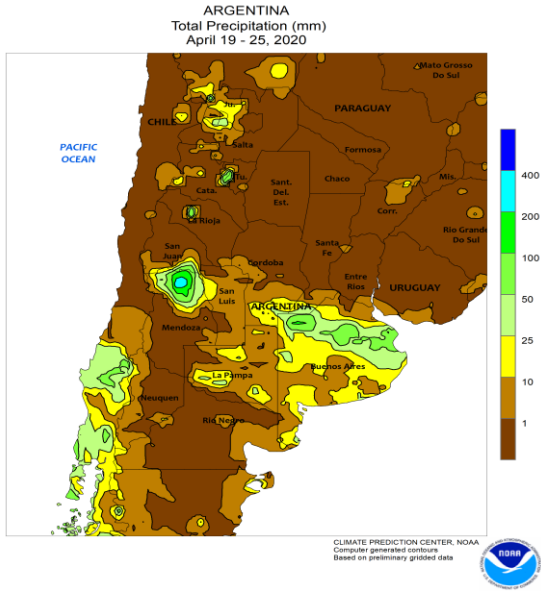 ARGENTINA
Total Precipitation (mm)
April 19 - 25, 2020
Mato Grosso
Do Sul
Ju.
PARAGUAY
CHILE
PACIFIC
OCEAN
Salta
Formosa
Tu.
Chaco
Mis.
Sant.
Del.
Est.
Cata.
Corr.
La Rioja
Rio Grande
Do Sul
San
Juan
Santa
Fe
Cordoba
Entre
Rios
URUGUAY
San
Luis
ARGENTINA
Mendoza
Buenos Aires
La Pampa
Neuquen
Rio Negro
400
200
100
50
25
10
1
CLIMATE PREDICTION CENTER, NOAA
Computer generated contours
Based on preliminary gridded data
NOAA